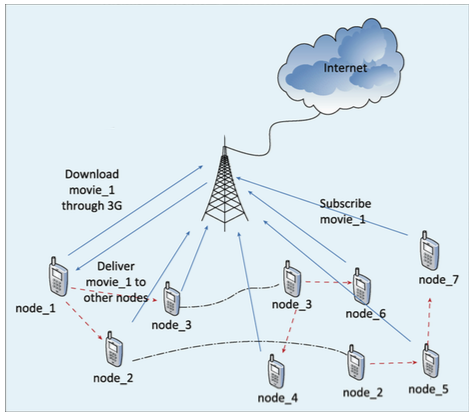 Internet
Download
movie_1
through 3G
Subscribe
movie_1
Deliver
movie_1 to
other nodes
node_7
node_1
node_3
node_3
node_6
node_2
node_4
node_2
node_5